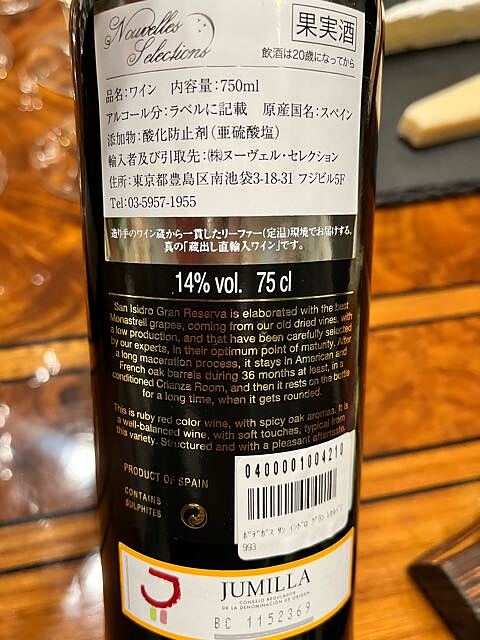 Nouvelles
Selections
果実酒
飲酒は20歳になってから
品名:ワイン 内容量:750ml
アルコール分:ラベルに記載 原産国名:スペイン
添加物:酸化防止剤(亜硫酸塩)
輸入者及び引取先:㈱ヌーヴェル・セレクション
住所:東京都豊島区南池袋3-18-31 フジビル5F
Tel:03-5957-1955
造り手のワイン蔵から一貫したリーファー(定温)環境でお届けする、
真の「蔵出し直輸入ワイン」です。
14% vol. 75 cl
San Isidro Gran Reserva is elaborated with the best
Monastrell grapes, coming from our old dried vines, with
a low production, and that have been carefully selected
by our experts, in their optimum point of maturity. After
a long maceration process, it stays in American and
French oak barrels during 36 months at least, in a
conditioned Crianza Room, and then it rests on the bottle
for a long time, when it gets rounded.
This is ruby red color wine, with spicy oak aromas. It is
a well-balanced wine, with soft touches, typical from
this variety. Structured and with a pleasant aftertaste.
PRODUCT OF SPAIN
CONTAINS
SULPHITES
0400001004210
ボデガス サン イシドロ グラン
993
JUMILLA
CONSEJO REGULADOR
DE LA DENOMINACIÓN DE ORIGEN
BC 1152369